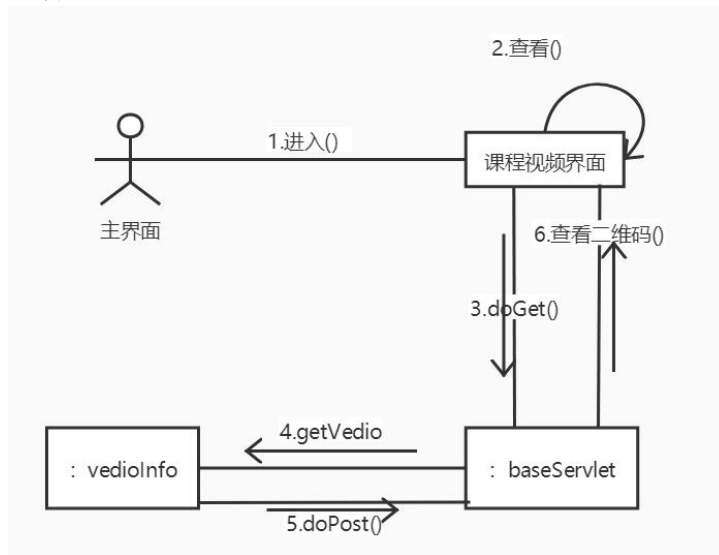 2.查看()
1.进入()
课程视频界面
主界面
6.查看二维码()
3.doGet()
4.getVedio
: vedioInfo
: baseServlet
5.doPost()